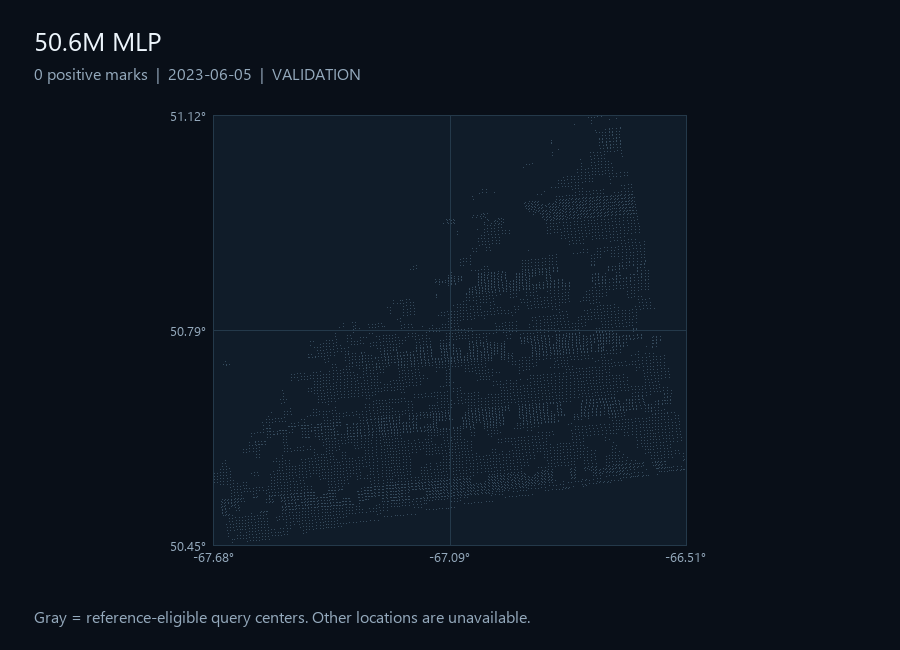 50.6M MLP
0 positive marks | 2023-06-05 | VALIDATION
51.12°
50.79°
50.45°
-67.68°
-67.09°
-66.51°
Gray = reference-eligible query centers. Other locations are unavailable.